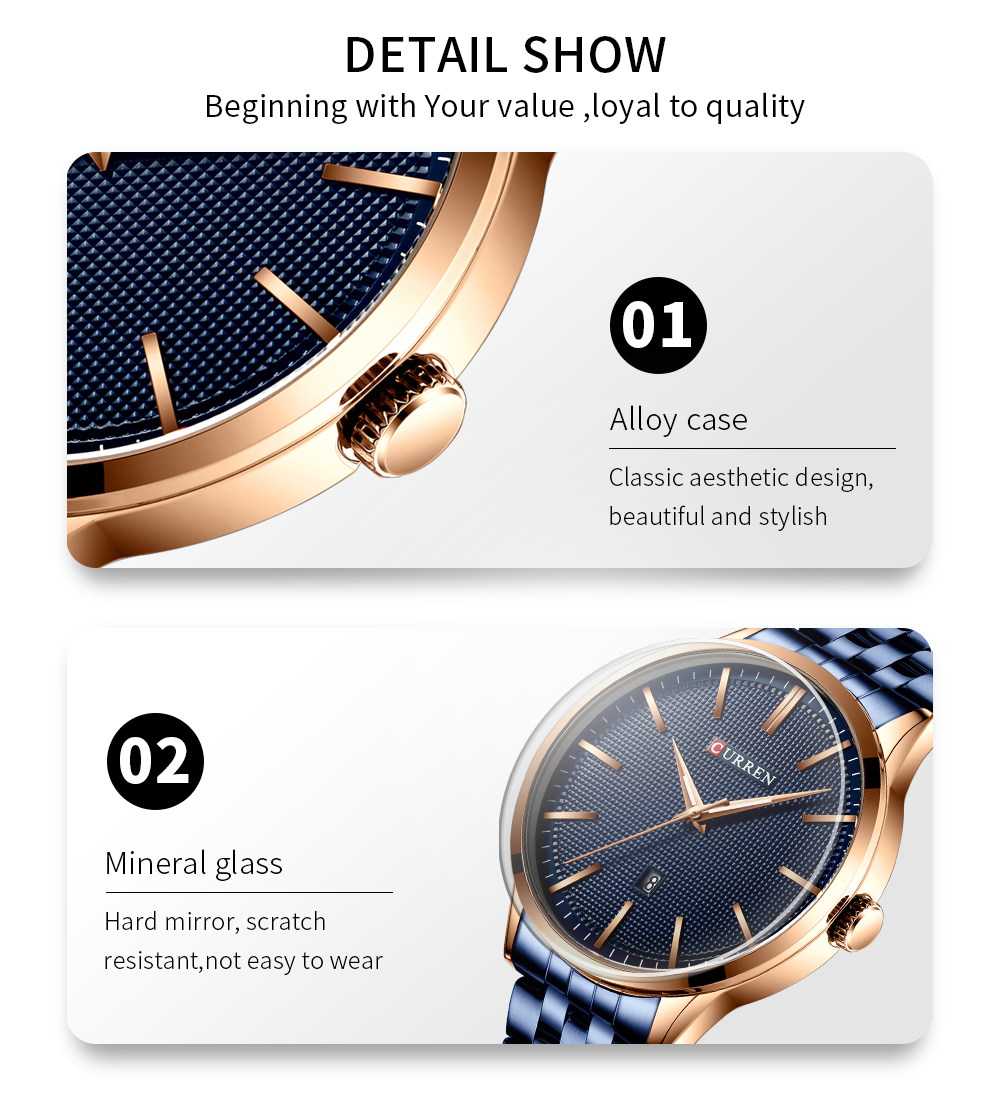 DETAIL SHOW
Beginning with Your value ,loyal to quality
01
Alloy case
Classic aesthetic design,
beautiful and stylish
02
Mineral glass
Hard mirror, scratch
resistant,not easy to wear
CURREN
8